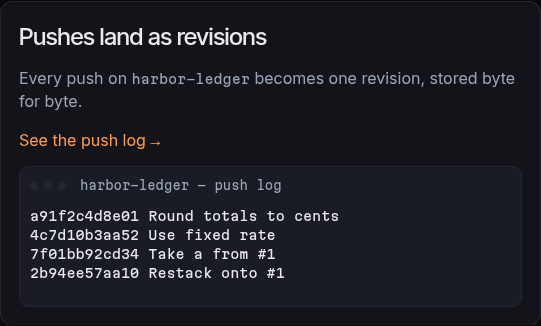 Pushes land as revisions
Every push on harbor-ledger becomes one revision, stored byte
for byte.
See the push log →
harbor-ledger — push log
a91f2c4d8e01 Round totals to cents
4c7d10b3aa52 Use fixed rate
7f01bb92cd34 Take a from #1
2b94ee57aa10 Restack onto #1